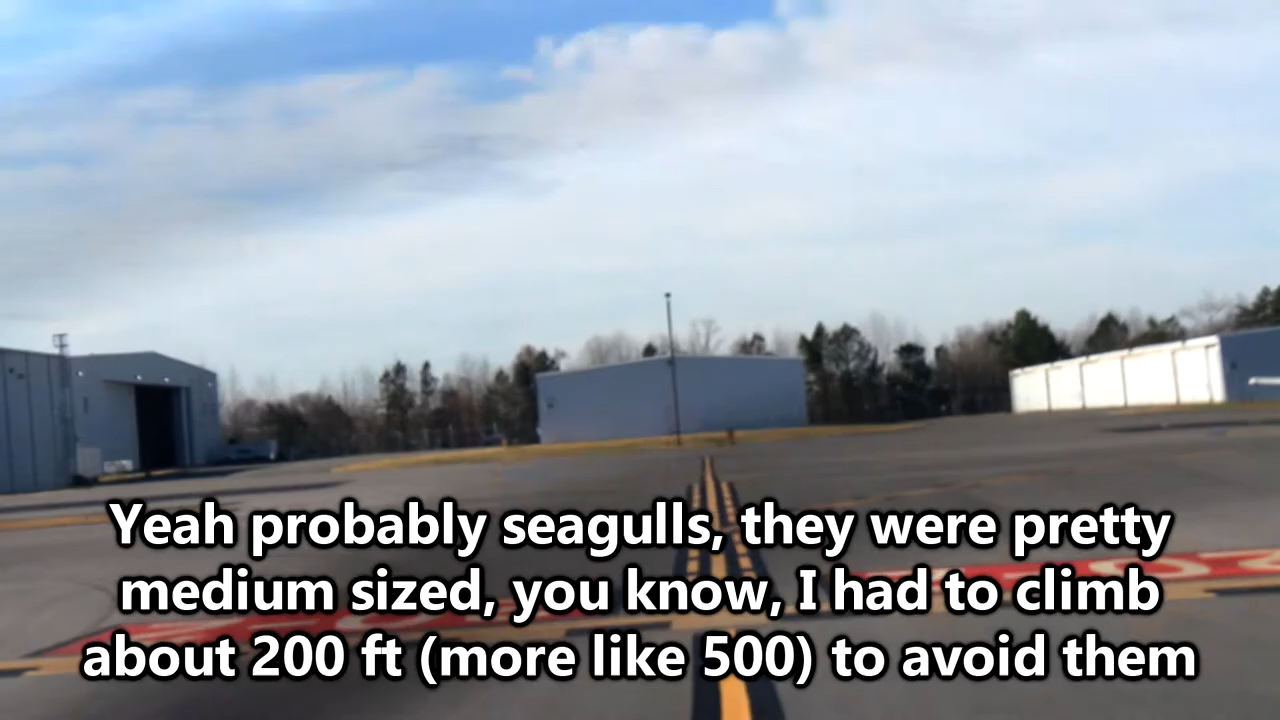 Yeah probably seagulls, they were pretty
medium sized, you know, I had to climb
about 200 ft (more like 500) to avoid them